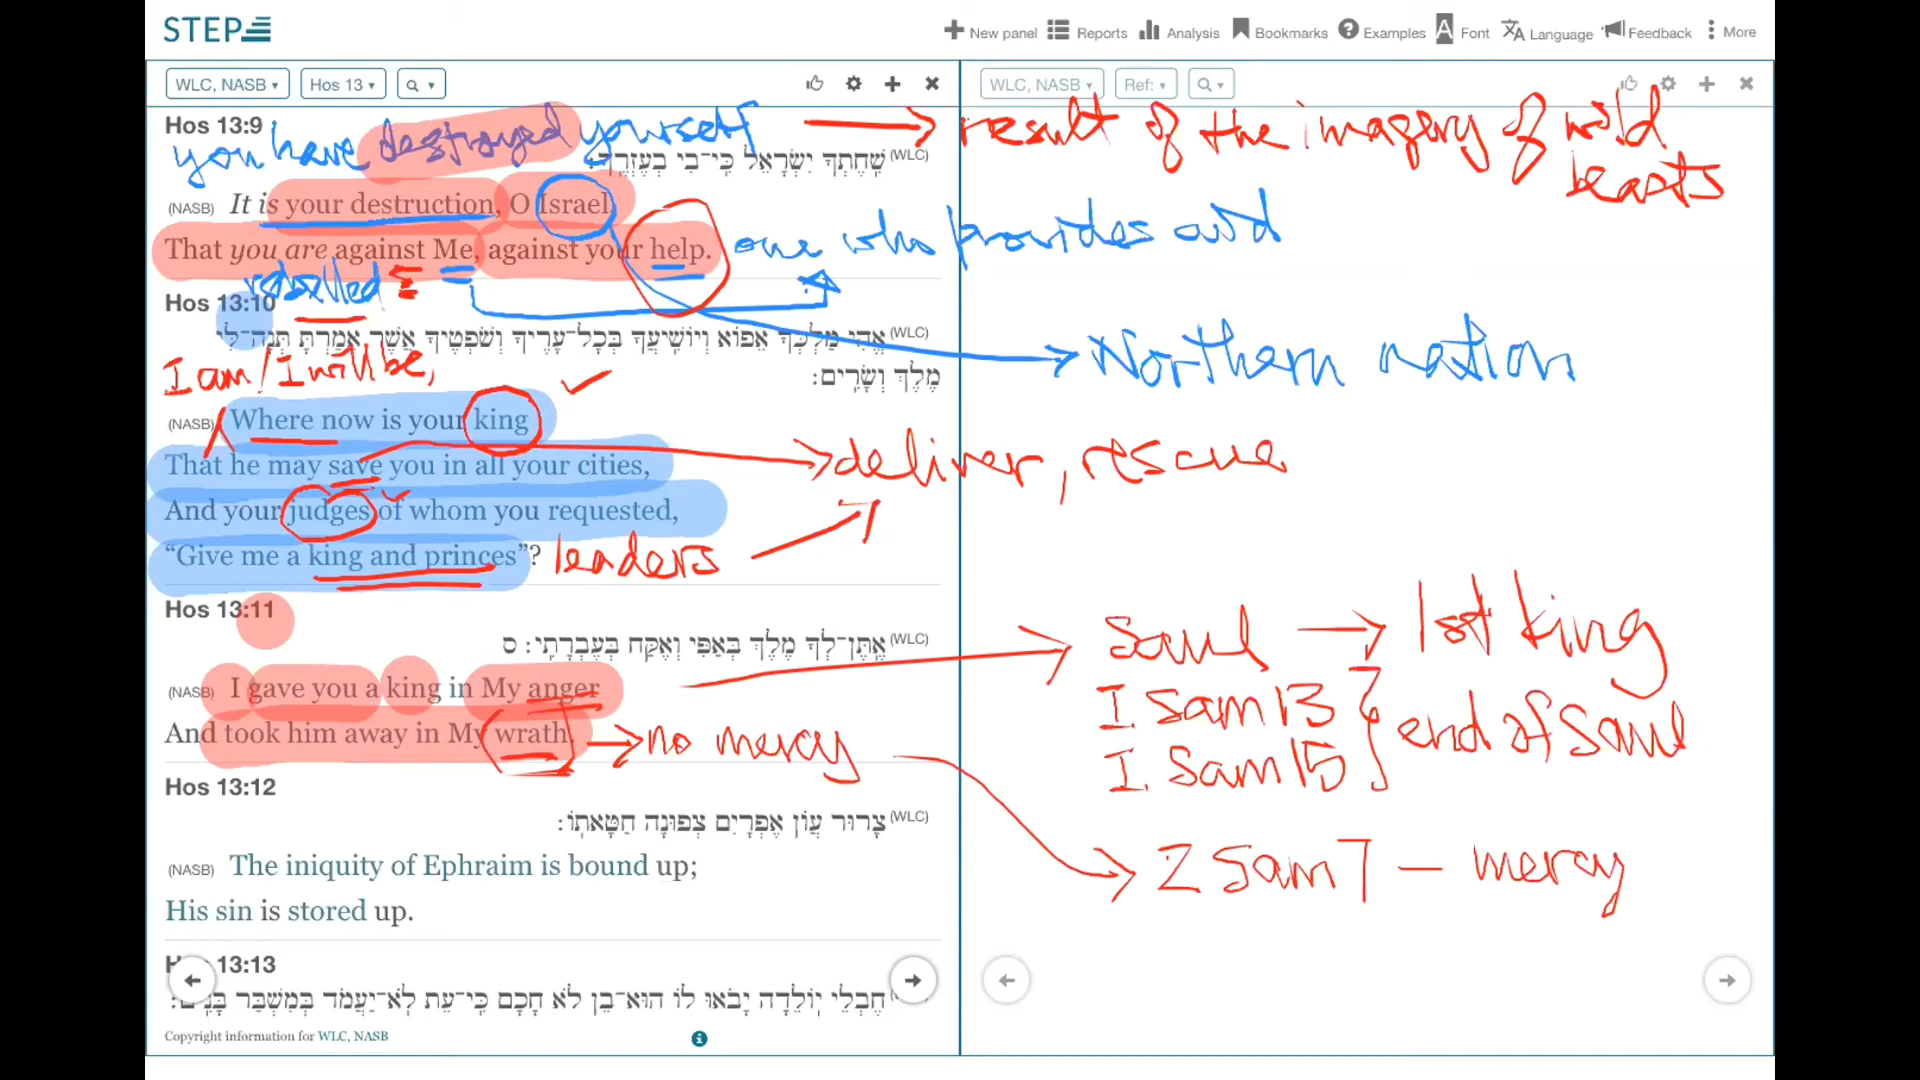 STEP
New panel Reports Analysis Bookmarks Examples Font Language Feedback More
WLC, NASB Hos 13
WLC, NASB Ref:
Hos 13:9
you have destroyed yourself
result of the imagery of wild beasts
שִׁחֶתְךָ יִשְׂרָאֵל כִּי־בִי בְעֶזְרֶךָ׃ (WLC)
(NASB) It is your destruction, O Israel,
That you are against Me, against your help.
one who provides aid
rebelled
Northern nation
Hos 13:10
אֱהִי מַלְכְּךָ אֵפוֹא וְיוֹשִׁיעֲךָ בְּכָל־עָרֶיךָ וְשֹׁפְטֶיךָ אֲשֶׁר אָמַרְתָּ תְּנָה־לִּי (WLC)
מֶלֶךְ וְשָׂרִים׃
I am/I will be,
(NASB) Where now is your king
That he may save you in all your cities,
deliver, rescue
And your judges of whom you requested,
“Give me a king and princes”?
leaders
Hos 13:11
אֶתֶּן־לְךָ מֶלֶךְ בְּאַפִּי וְאֶקַּח בְּעֶבְרָתִי׃ ס (WLC)
Saul 1st king
(NASB) I gave you a king in My anger
And took him away in My wrath.
no mercy
I Sam 13
I Sam 15
end of Saul
2 Sam 7 — mercy
Hos 13:12
צָרוּר עֲוֺן אֶפְרָיִם צְפוּנָה חַטָּאתוֹ׃ (WLC)
(NASB) The iniquity of Ephraim is bound up;
His sin is stored up.
13:13
חֶבְלֵי יוֹלֵדָה יָבֹאוּ לוֹ הוּא־בֵן לֹא חָכָם כִּי־עֵת לֹא־יַעֲמֹד בְּמִשְׁבַּר בָּנִים׃
Copyright information for WLC, NASB